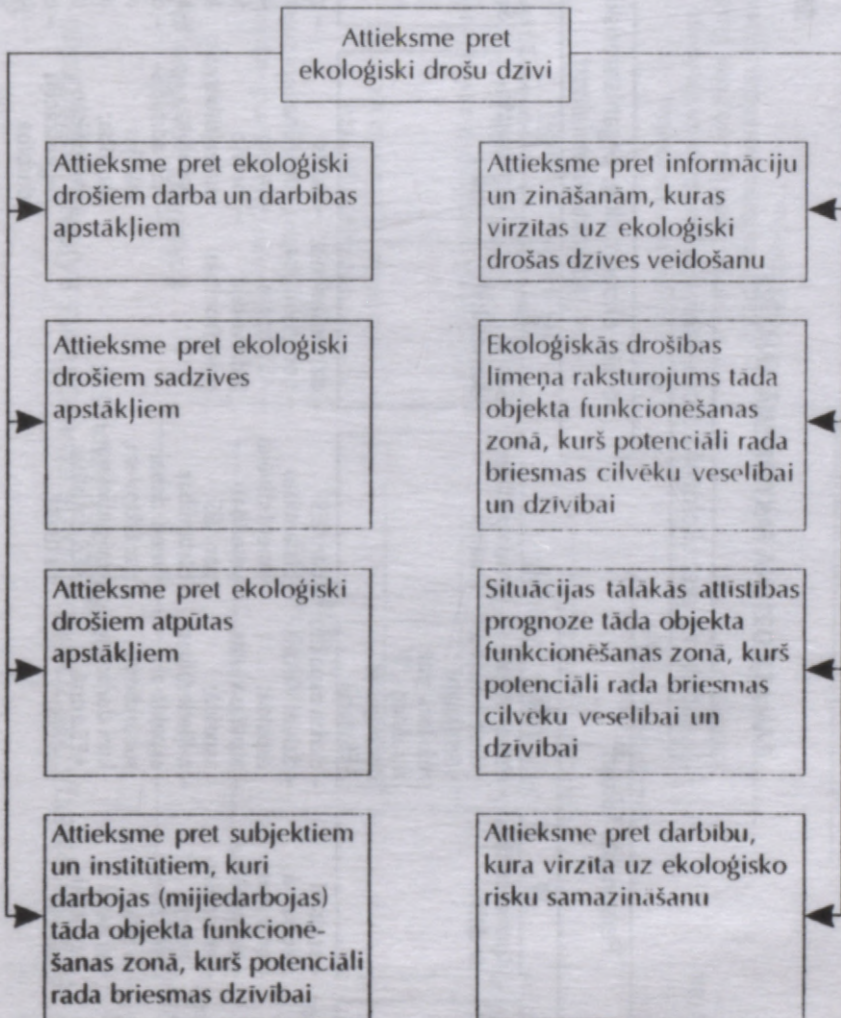 Attieksme pret
ekoloģiski drošu dzīvi
Attieksme pret ekoloģiski
drošiem darba un darbības
apstākļiem
Attieksme pret informāciju
un zināšanām, kuras
virzītas uz ekoloģiski
drošas dzīves veidošanu
Attieksme pret ekoloģiski
drošiem sadzīves
apstākļiem
Ekoloģiskās drošības
līmeņa raksturojums tāda
objekta funkcionēšanas
zonā, kurš potenciāli rada
briesmas cilvēku veselībai
un dzīvībai
Attieksme pret ekoloģiski
drošiem atpūtas
apstākļiem
Situācijas tālākās attīstības
prognoze tāda objekta
funkcionēšanas zonā, kurš
potenciāli rada briesmas
cilvēku veselībai un
dzīvībai
Attieksme pret subjektiem
un institūtiem, kuri
darbojas (mijiedarbojas)
tāda objekta funkcionē-
šanas zonā, kurš potenciāli
rada briesmas dzīvībai
Attieksme pret darbību,
kura virzīta uz ekoloģisko
risku samazināšanu